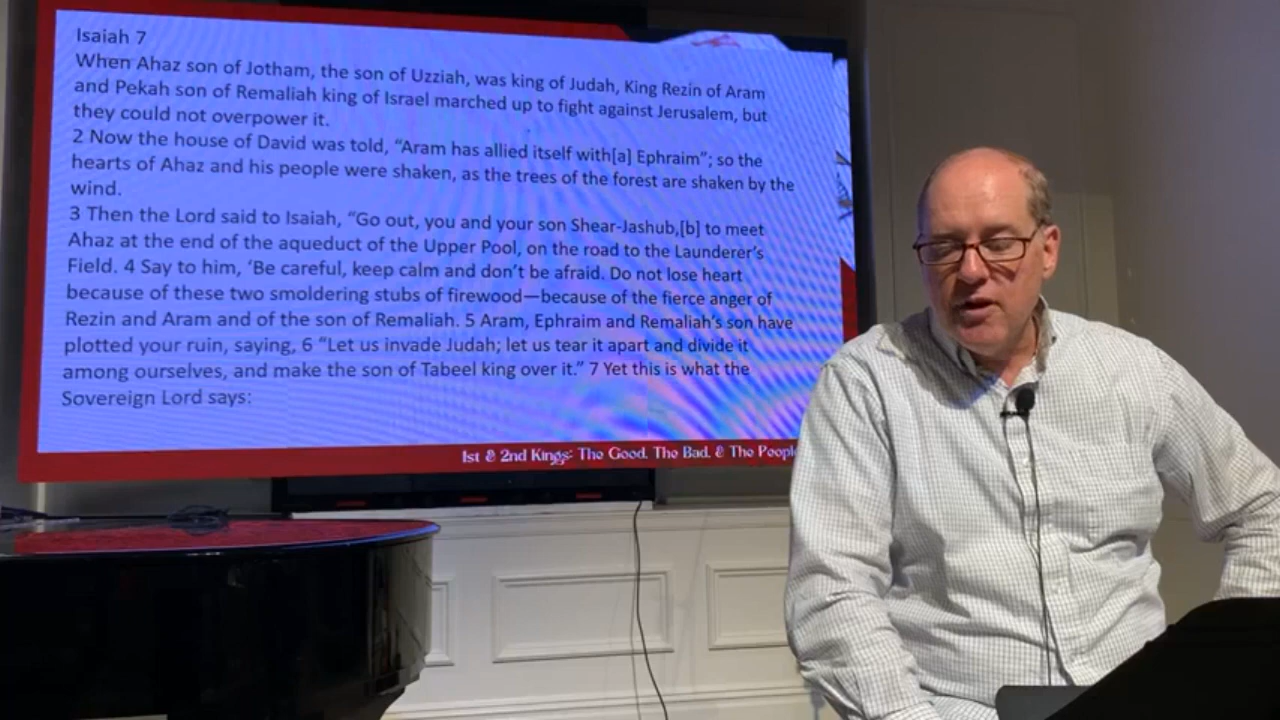 Isaiah 7
When Ahaz son of Jotham, the son of Uzziah, was king of Judah, King Rezin of Aram
and Pekah son of Remaliah king of Israel marched up to fight against Jerusalem, but
they could not overpower it.
2 Now the house of David was told, “Aram has allied itself with[a] Ephraim”; so the
hearts of Ahaz and his people were shaken, as the trees of the forest are shaken by the
wind.
3 Then the Lord said to Isaiah, “Go out, you and your son Shear-Jashub,[b] to meet
Ahaz at the end of the aqueduct of the Upper Pool, on the road to the Launderer’s
Field. 4 Say to him, ‘Be careful, keep calm and don’t be afraid. Do not lose heart
because of these two smoldering stubs of firewood—because of the fierce anger of
Rezin and Aram and of the son of Remaliah. 5 Aram, Ephraim and Remaliah’s son have
plotted your ruin, saying, 6 “Let us invade Judah; let us tear it apart and divide it
among ourselves, and make the son of Tabeel king over it.” 7 Yet this is what the
Sovereign Lord says:
1st & 2nd Kings: The Good, The Bad, & The